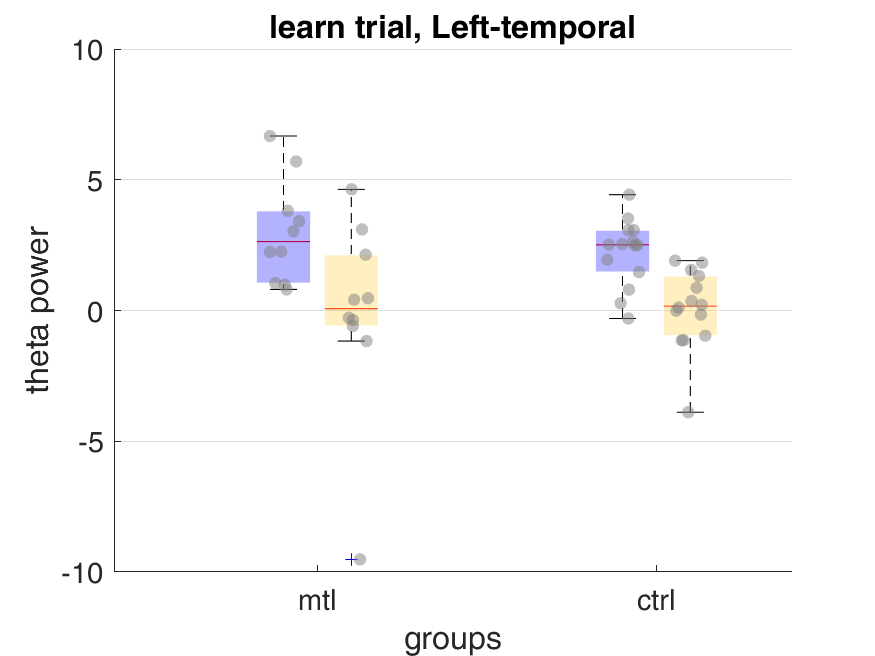 learn trial, Left-temporal
10
5
0
-5
-10
theta power
mtl
ctrl
groups